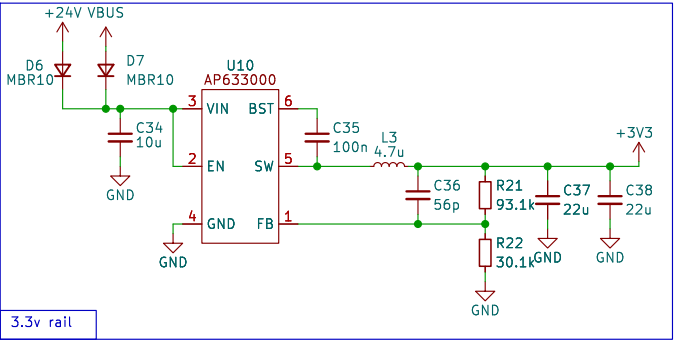 +24V VBUS
D6
MBR10
D7
MBR10
U10
AP633000
3
VIN
BST
6
C34
10u
GND
C35
100n
L3
4.7u
+3V3
2
EN
SW
5
C36
56p
R21
93.1k
C37
22u
C38
22u
4
GND
FB
1
GND
R22
30.1k
GND
GND
GND
3.3v rail